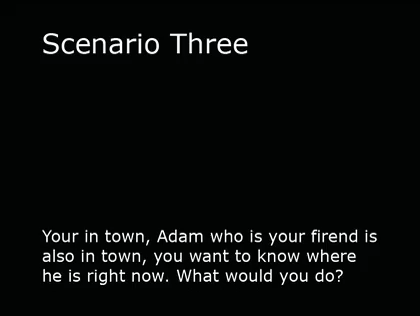 Scenario Three
Your in town, Adam who is your firend is
also in town, you want to know where
he is right now. What would you do?